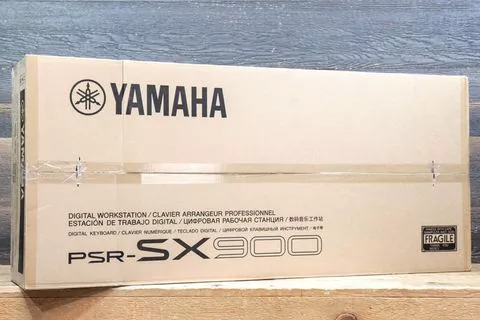 YAMAHA
DIGITAL WORKSTATION / CLAVIER ARRANGEUR PROFESSIONNEL
ESTACIÓN DE TRABAJO DIGITAL / ЦИФРОВАЯ РАБОЧАЯ СТАНЦИЯ / 数码音乐工作站
DIGITAL KEYBOARD / CLAVIER NUMÉRIQUE / TECLADO DIGITAL / ЦИФРОВОЙ КЛАВИШНЫЙ ИНСТРУМЕНТ / 电子琴
PSR-SX900
FRAGILE